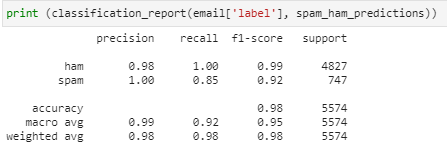 print (classification_report(email['label'], spam_ham_predictions))
precision recall f1-score support
ham 0.98 1.00 0.99 4827
spam 1.00 0.85 0.92 747
accuracy 0.98 5574
macro avg 0.99 0.92 0.95 5574
weighted avg 0.98 0.98 0.98 5574